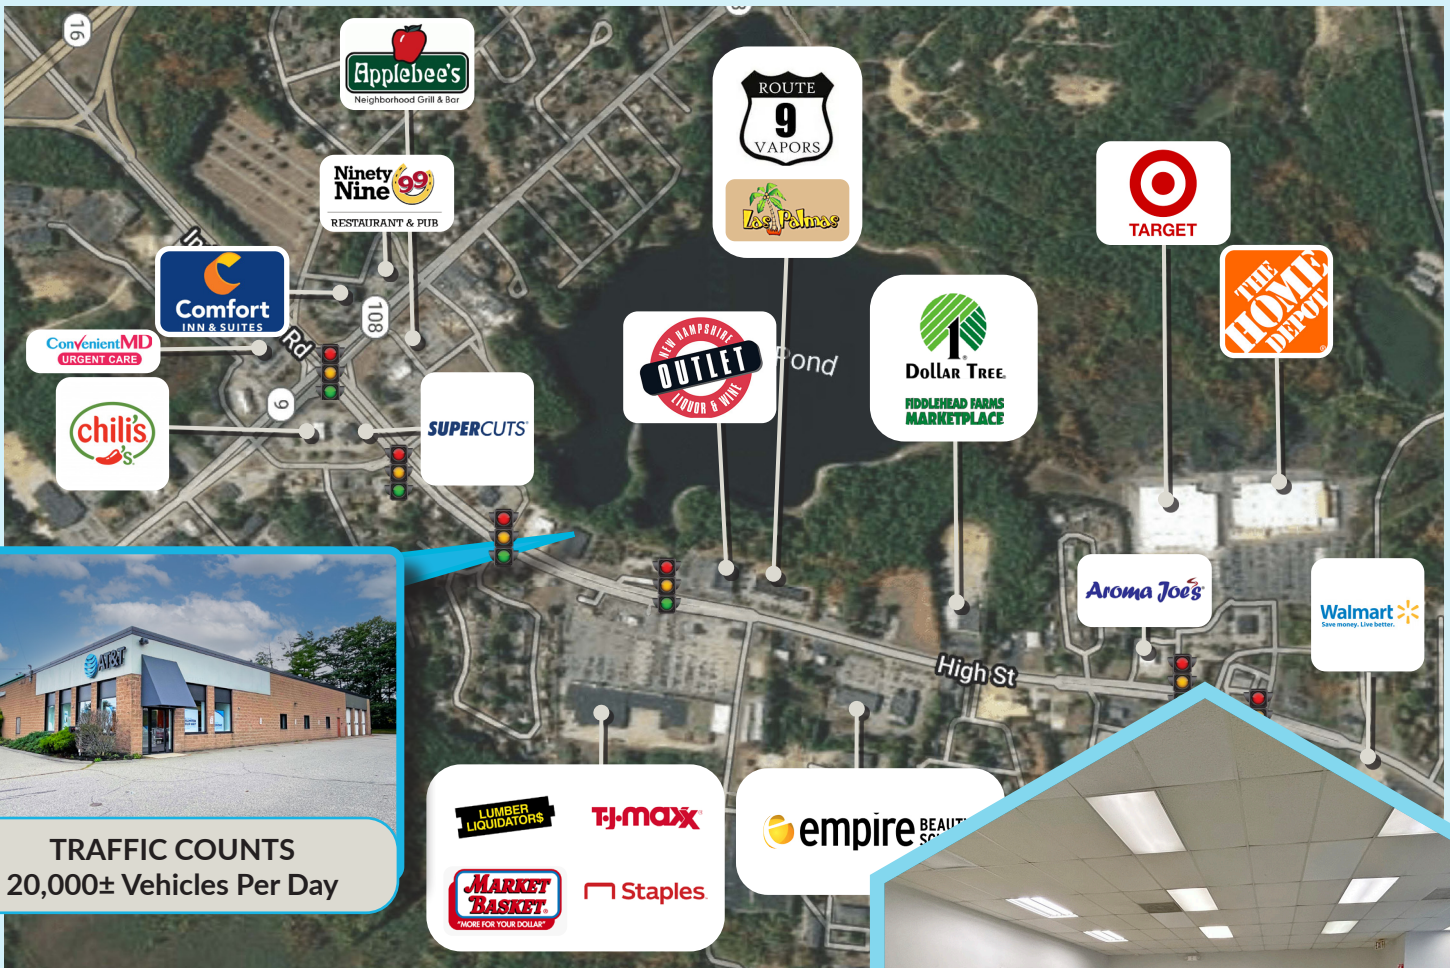 16
Applebee's
Neighborhood Grill & Bar
Ninety
Nine 99
RESTAURANT & PUB
Comfort
INN & SUITES
ConvenientMD
URGENT CARE
Rd
108
9
chili's
SUPERCUTS
ROUTE
9
VAPORS
Las Palmas
NEW HAMPSHIRE
OUTLET
LIQUOR & WINE
Pond
1
DOLLAR TREE
FIDDLEHEAD FARMS
MARKETPLACE
TARGET
THE
HOME
DEPOT
Aroma Joe's
Walmart
Save money. Live better.
High St
AT&T
TRAFFIC COUNTS
20,000± Vehicles Per Day
LUMBER
LIQUIDATOR$
T·J·maxx
MARKET
BASKET
"MORE FOR YOUR DOLLAR"
Staples
empire